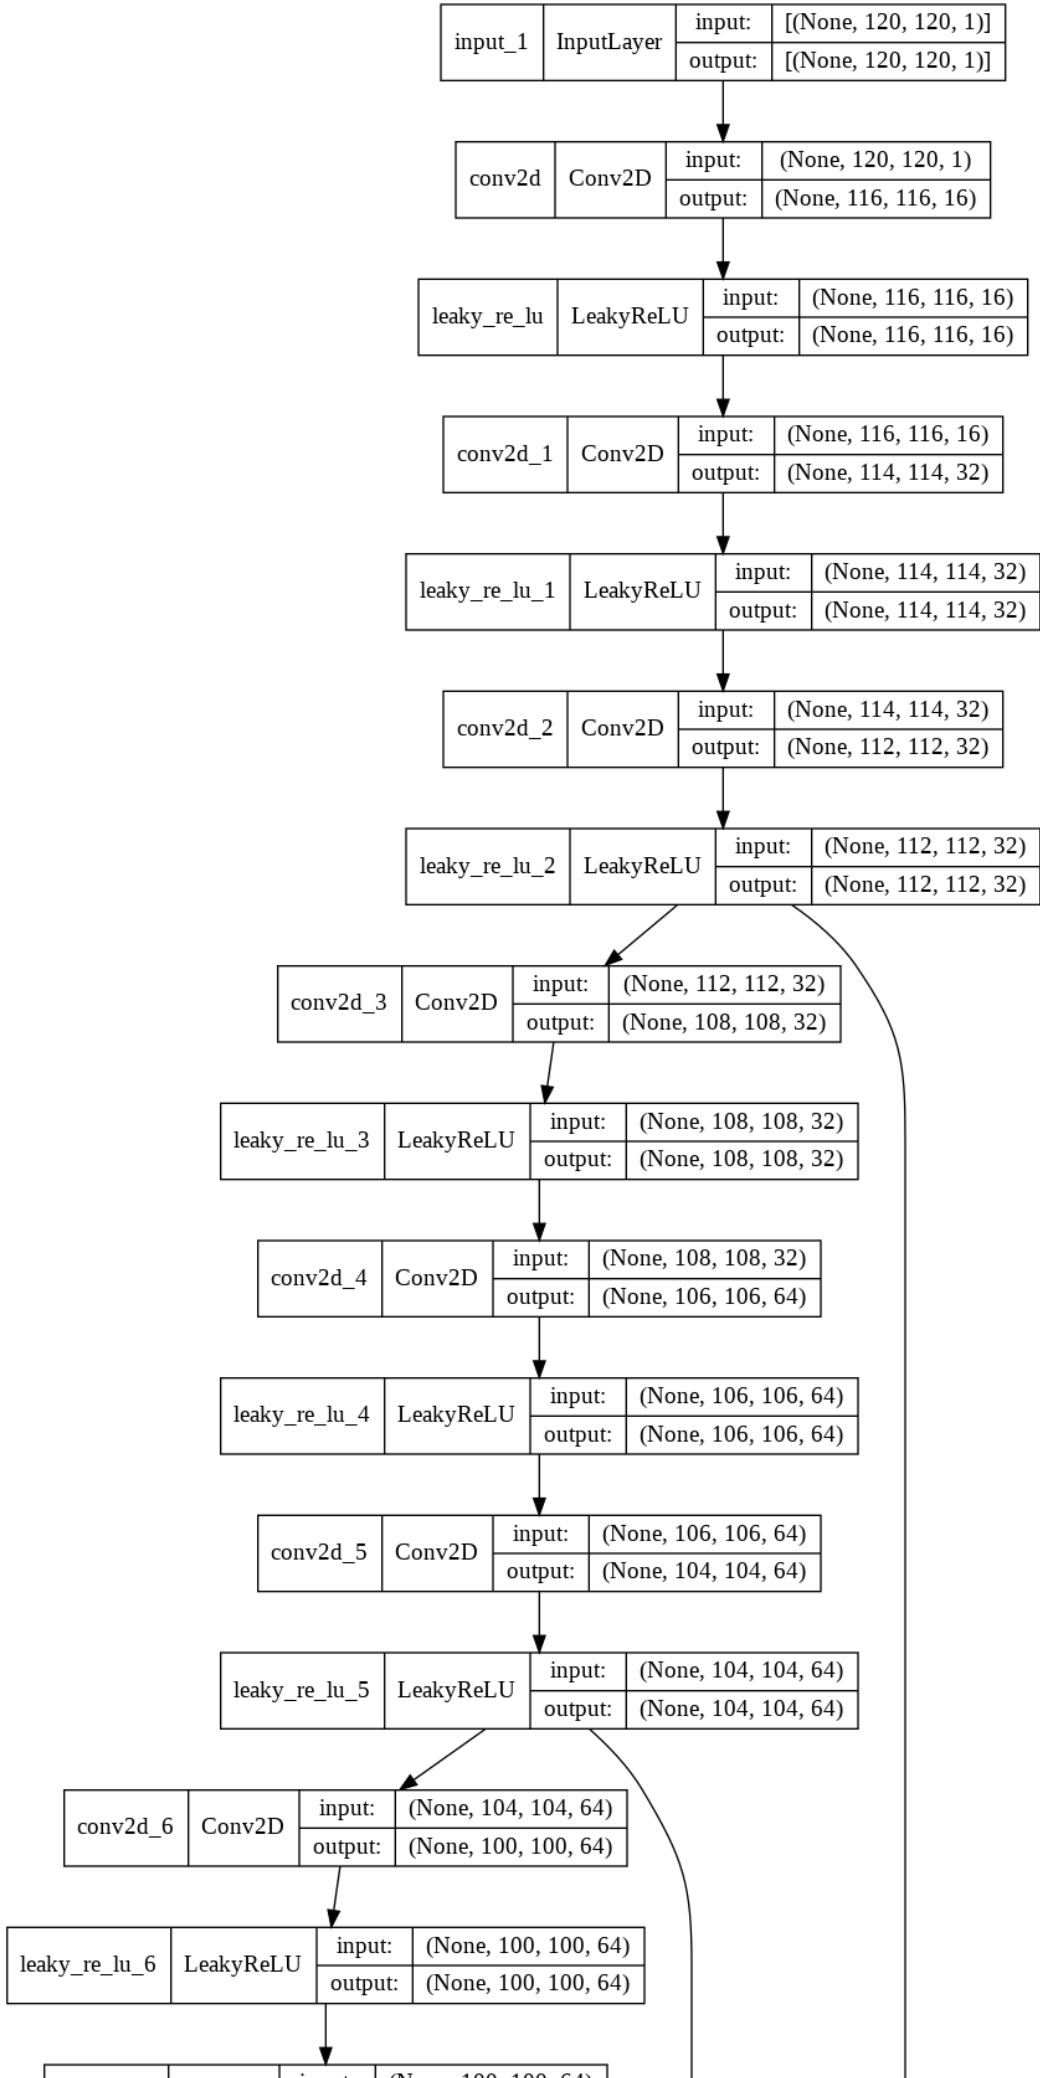 input_1 InputLayer input: [(None, 120, 120, 1)]
output: [(None, 120, 120, 1)]
conv2d Conv2D input: (None, 120, 120, 1)
output: (None, 116, 116, 16)
leaky_re_lu LeakyReLU input: (None, 116, 116, 16)
output: (None, 116, 116, 16)
conv2d_1 Conv2D input: (None, 116, 116, 16)
output: (None, 114, 114, 32)
leaky_re_lu_1 LeakyReLU input: (None, 114, 114, 32)
output: (None, 114, 114, 32)
conv2d_2 Conv2D input: (None, 114, 114, 32)
output: (None, 112, 112, 32)
leaky_re_lu_2 LeakyReLU input: (None, 112, 112, 32)
output: (None, 112, 112, 32)
conv2d_3 Conv2D input: (None, 112, 112, 32)
output: (None, 108, 108, 32)
leaky_re_lu_3 LeakyReLU input: (None, 108, 108, 32)
output: (None, 108, 108, 32)
conv2d_4 Conv2D input: (None, 108, 108, 32)
output: (None, 106, 106, 64)
leaky_re_lu_4 LeakyReLU input: (None, 106, 106, 64)
output: (None, 106, 106, 64)
conv2d_5 Conv2D input: (None, 106, 106, 64)
output: (None, 104, 104, 64)
leaky_re_lu_5 LeakyReLU input: (None, 104, 104, 64)
output: (None, 104, 104, 64)
conv2d_6 Conv2D input: (None, 104, 104, 64)
output: (None, 100, 100, 64)
leaky_re_lu_6 LeakyReLU input: (None, 100, 100, 64)
output: (None, 100, 100, 64)